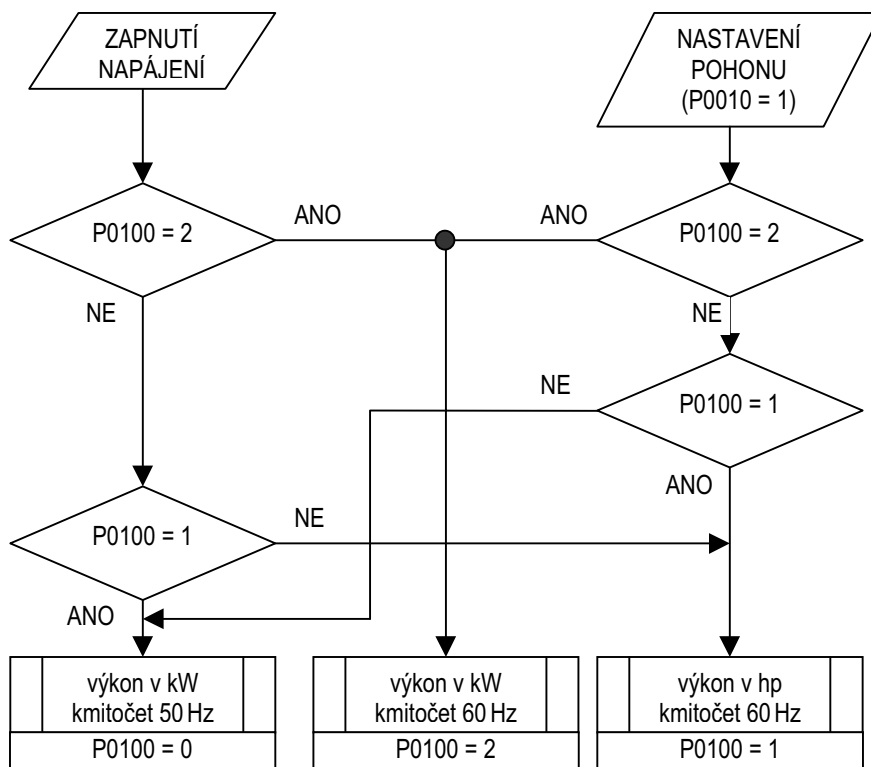 ZAPNUTÍ
NAPÁJENÍ
NASTAVENÍ
POHONU
(P0010 = 1)
P0100 = 2
ANO
ANO
P0100 = 2
NE
NE
NE
P0100 = 1
ANO
P0100 = 1
NE
ANO
výkon v kW
kmitočet 50 Hz
P0100 = 0
výkon v kW
kmitočet 60 Hz
P0100 = 2
výkon v hp
kmitočet 60 Hz
P0100 = 1